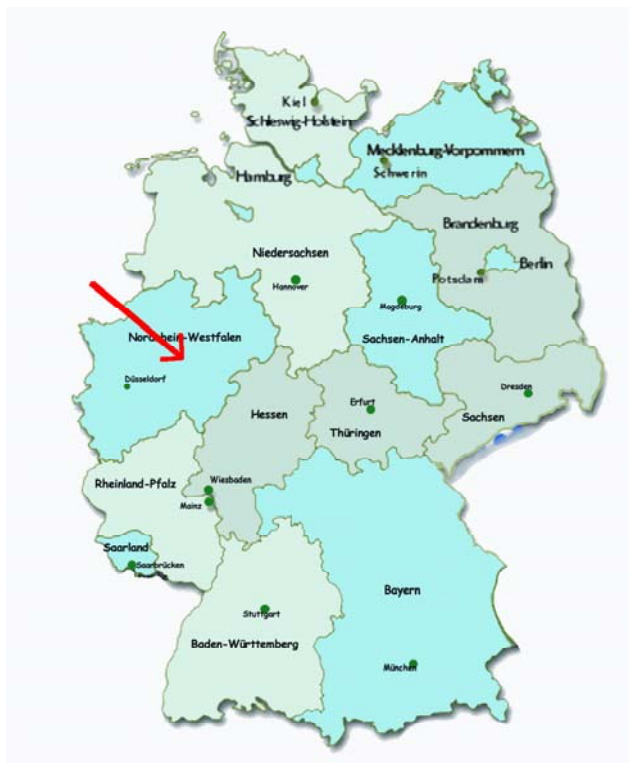 Kiel
Schleswig-Holstein
Mecklenburg-Vorpommern
Schwerin
Hamburg
Brandenburg
Niedersachsen
Berlin
Potsdam
Hannover
Magdeburg
Nordrhein-Westfalen
Sachsen-Anhalt
Düsseldorf
Dresden
Erfurt
Hessen
Sachsen
Thüringen
Wiesbaden
Rheinland-Pfalz
Mainz
Saarland
Saarbrücken
Bayern
Stuttgart
Baden-Württemberg
München